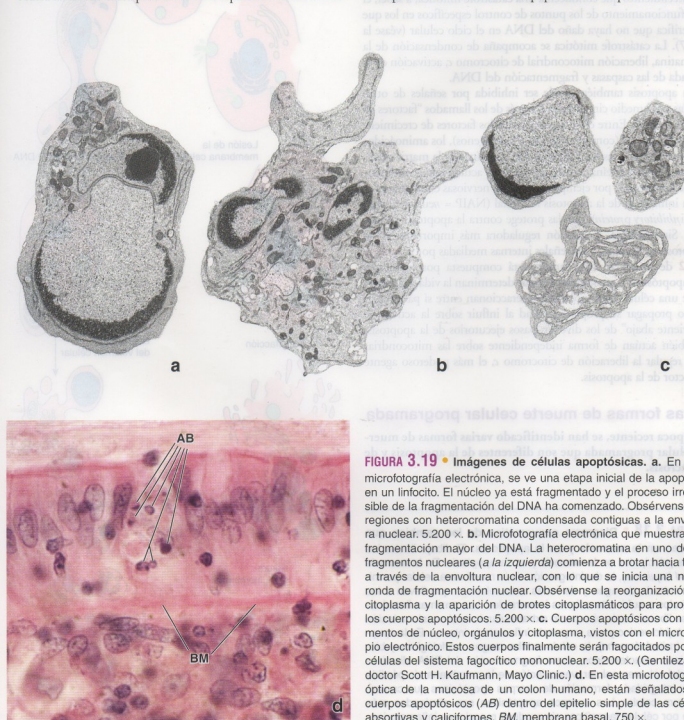 a
b
c
AB
BM
d
FIGURA 3.19 • Imágenes de células apoptósicas. a. En
microfotografía electrónica, se ve una etapa inicial de la apop
en un linfocito. El núcleo ya está fragmentado y el proceso irre
sible de la fragmentación del DNA ha comenzado. Obsérvense
regiones con heterocromatina condensada contiguas a la env
ra nuclear. 5.200 ×. b. Microfotografía electrónica que muestra
fragmentación mayor del DNA. La heterocromatina en uno de
fragmentos nucleares (a la izquierda) comienza a brotar hacia f
a través de la envoltura nuclear, con lo que se inicia una n
ronda de fragmentación nuclear. Obsérvense la reorganización
citoplasma y la aparición de brotes citoplasmáticos para pro
los cuerpos apoptósicos. 5.200 ×. c. Cuerpos apoptósicos con
mentos de núcleo, orgánulos y citoplasma, vistos con el micro
pio electrónico. Estos cuerpos finalmente serán fagocitados po
células del sistema fagocítico mononuclear. 5.200 ×. (Gentileza
doctor Scott H. Kaufmann, Mayo Clinic.) d. En esta microfotog
óptica de la mucosa de un colon humano, están señalados
cuerpos apoptósicos (AB) dentro del epitelio simple de las cé
absortivas y caliciformes. BM, membrana basal. 750 ×.